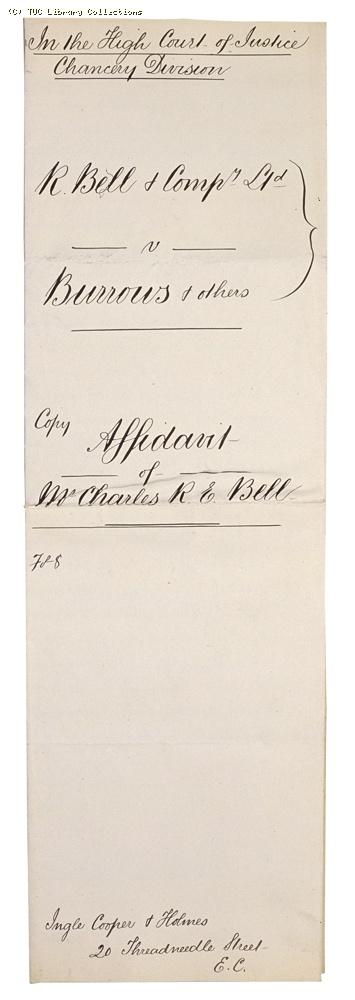 (C) TUC Library Collections
In the High Court of Justice
Chancery Division
R. Bell & Compy Ltd
v
Burrows & others
Copy
Affidavit
of
Mr Charles R. E. Bell
Ingle Cooper & Holmes
20 Threadneedle Street
E.C.